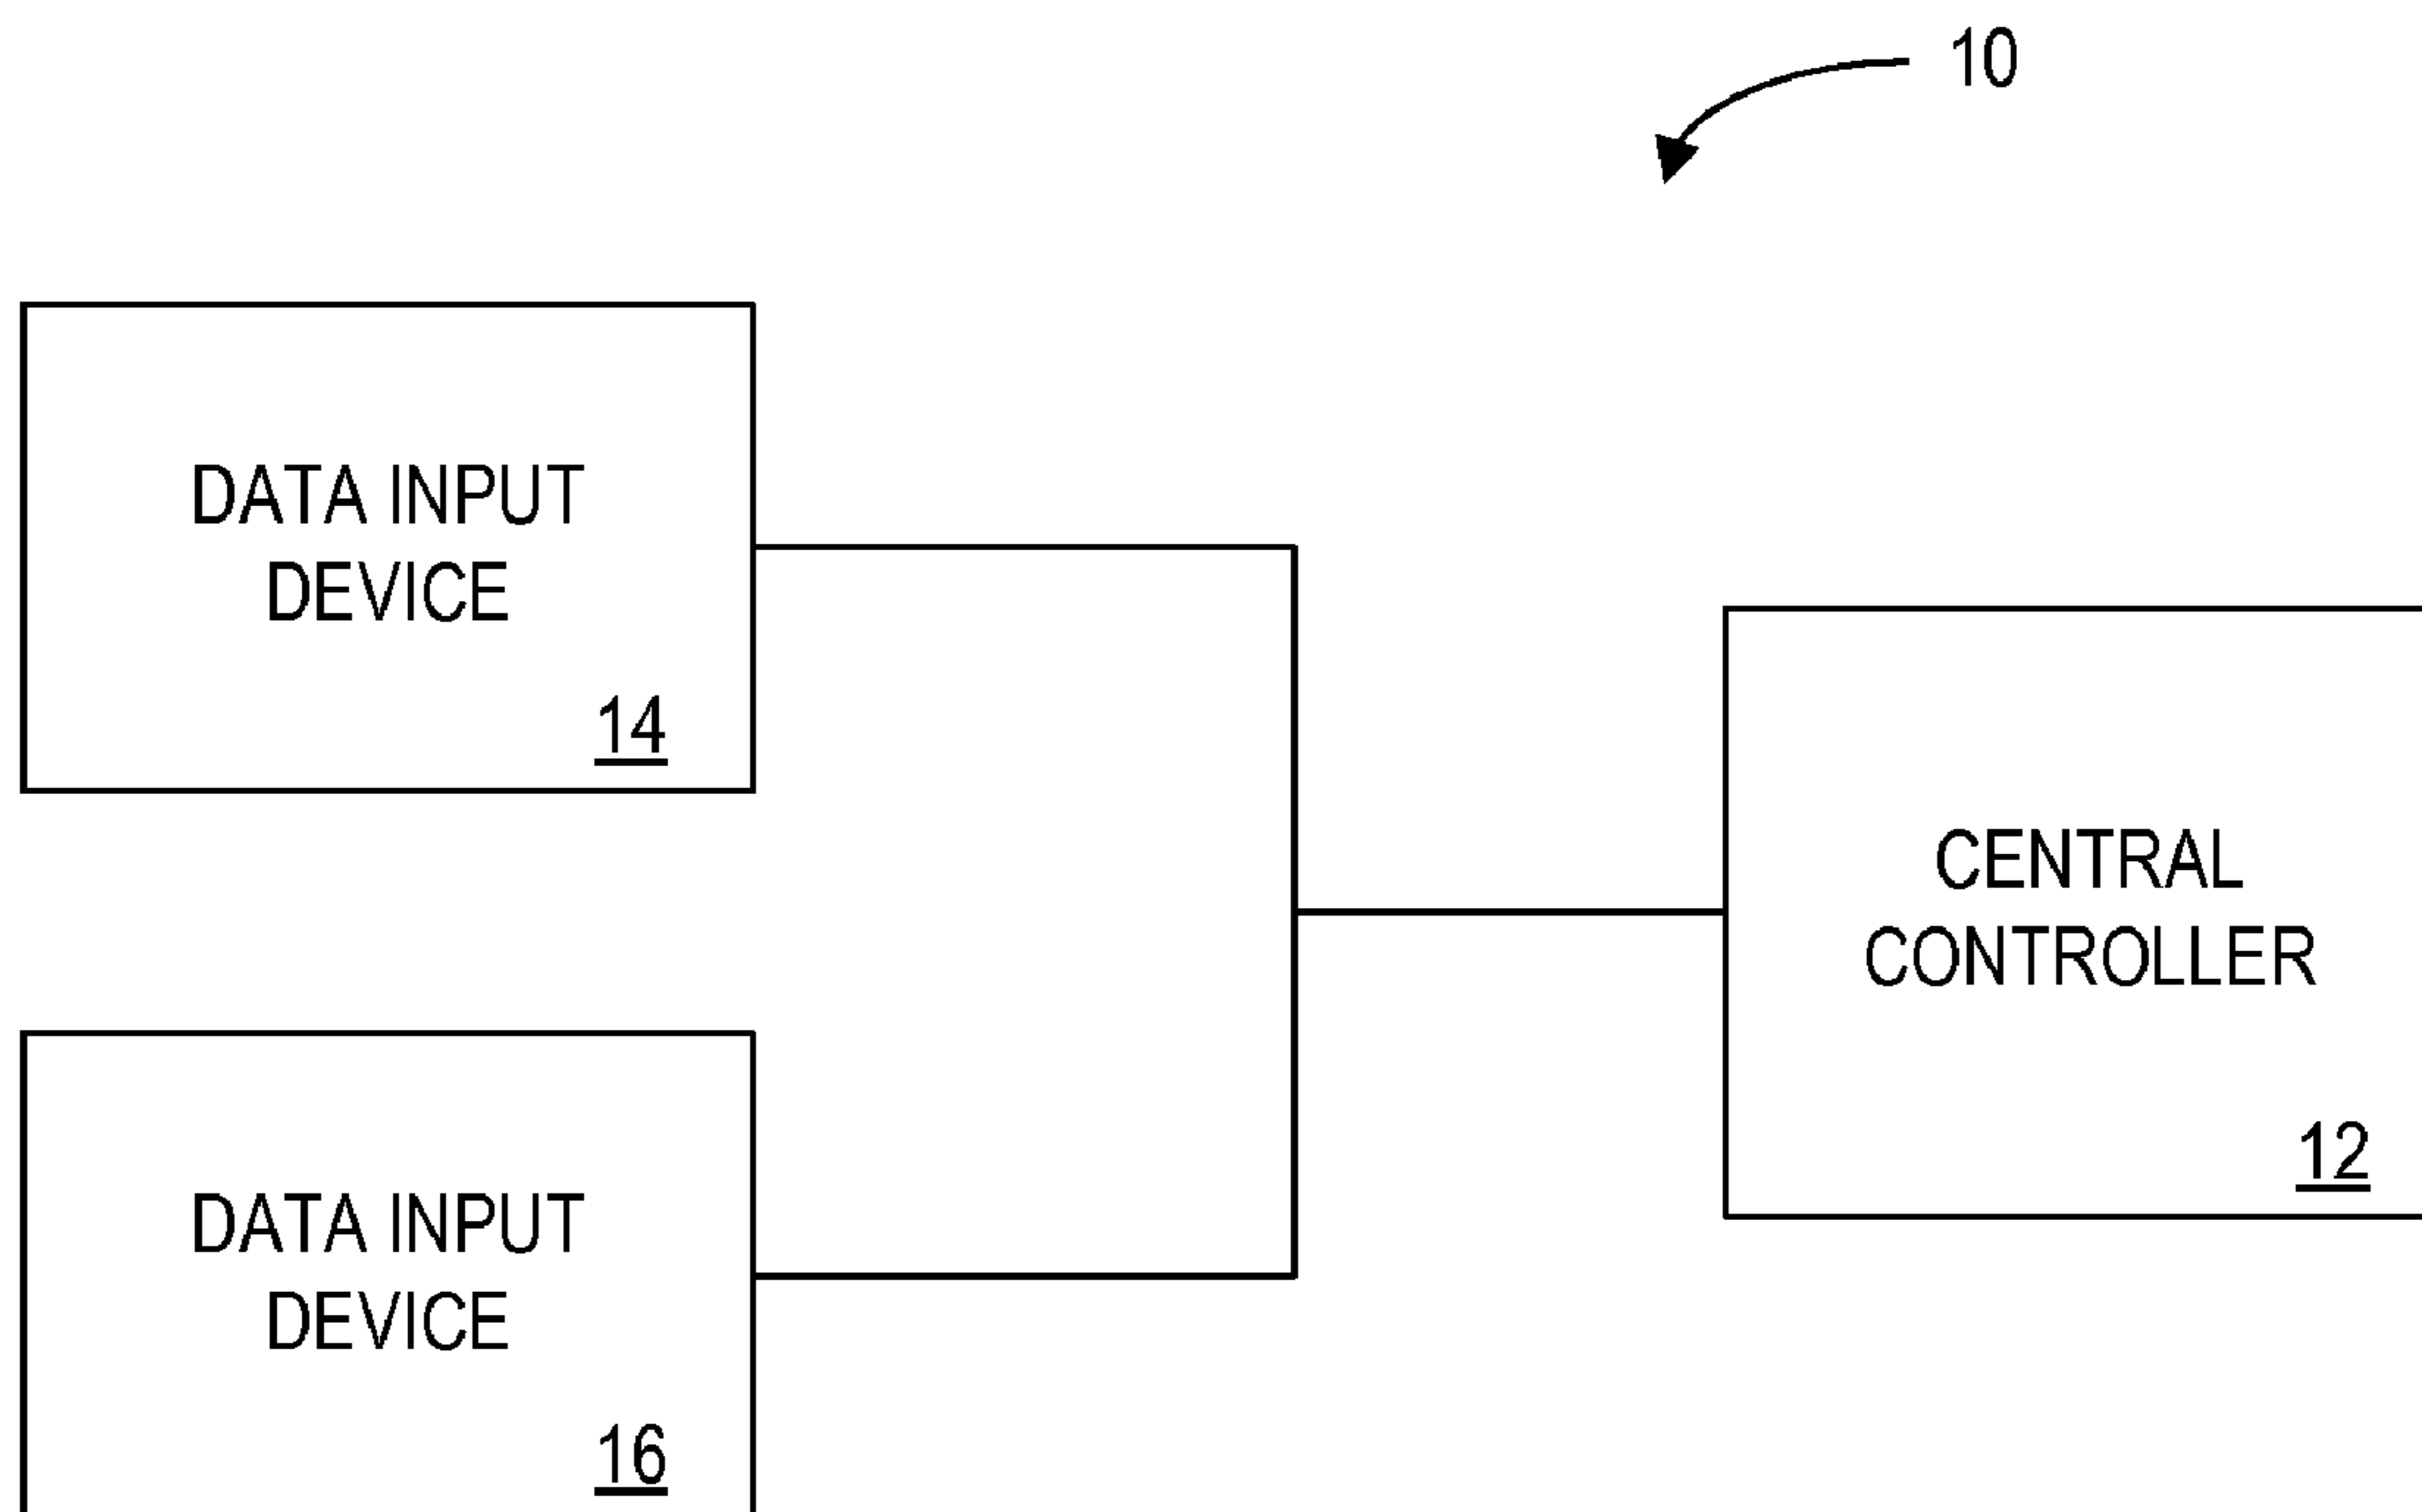 10
DATA INPUT
DEVICE
14
CENTRAL
CONTROLLER
12
DATA INPUT
DEVICE
16